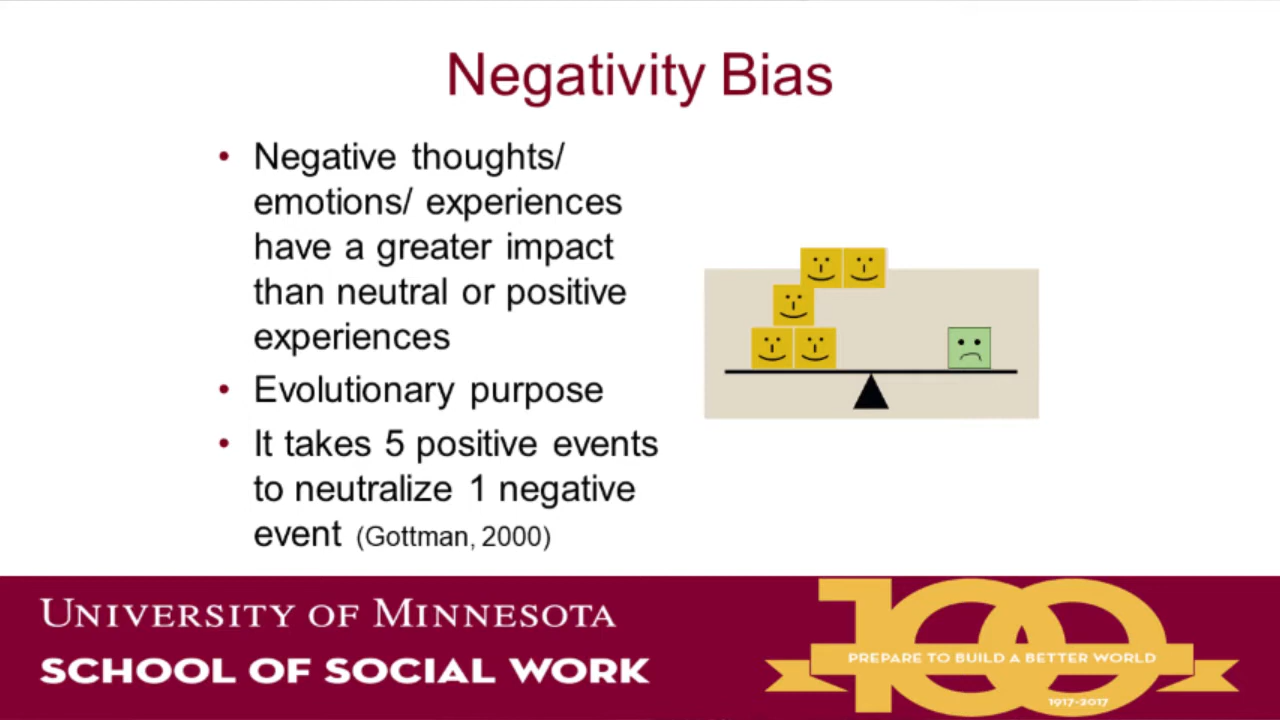 Negativity Bias
• Negative thoughts/
emotions/ experiences
have a greater impact
than neutral or positive
experiences
• Evolutionary purpose
• It takes 5 positive events
to neutralize 1 negative
event (Gottman, 2000)
UNIVERSITY OF MINNESOTA
SCHOOL OF SOCIAL WORK
100
PREPARE TO BUILD A BETTER WORLD
1917-2017